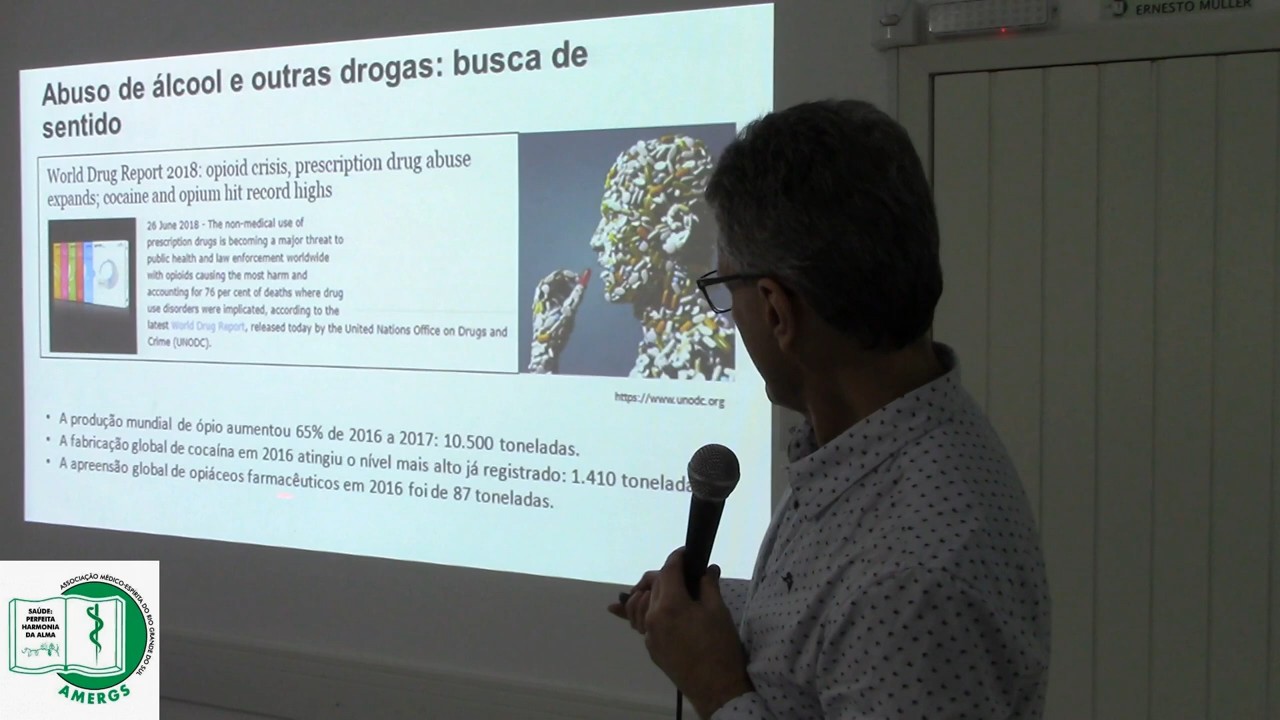 ERNESTO MÜLLER
Abuso de álcool e outras drogas: busca de
sentido
World Drug Report 2018: opioid crisis, prescription drug abuse
expands; cocaine and opium hit record highs
26 June 2018 - The non-medical use of
prescription drugs is becoming a major threat to
public health and law enforcement worldwide
with opioids causing the most harm and
accounting for 76 per cent of deaths where drug
use disorders were implicated, according to the
latest World Drug Report, released today by the United Nations Office on Drugs and
Crime (UNODC).
https://www.unodc.org
• A produção mundial de ópio aumentou 65% de 2016 a 2017: 10.500 toneladas.
• A fabricação global de cocaína em 2016 atingiu o nível mais alto já registrado: 1.410 tonelada
• A apreensão global de opiáceos farmacêuticos em 2016 foi de 87 toneladas.
ASSOCIAÇÃO MÉDICO-ESPÍRITA DO RIO GRANDE DO SUL
SAÚDE:
PERFEITA
HARMONIA
DA ALMA
AMERGS